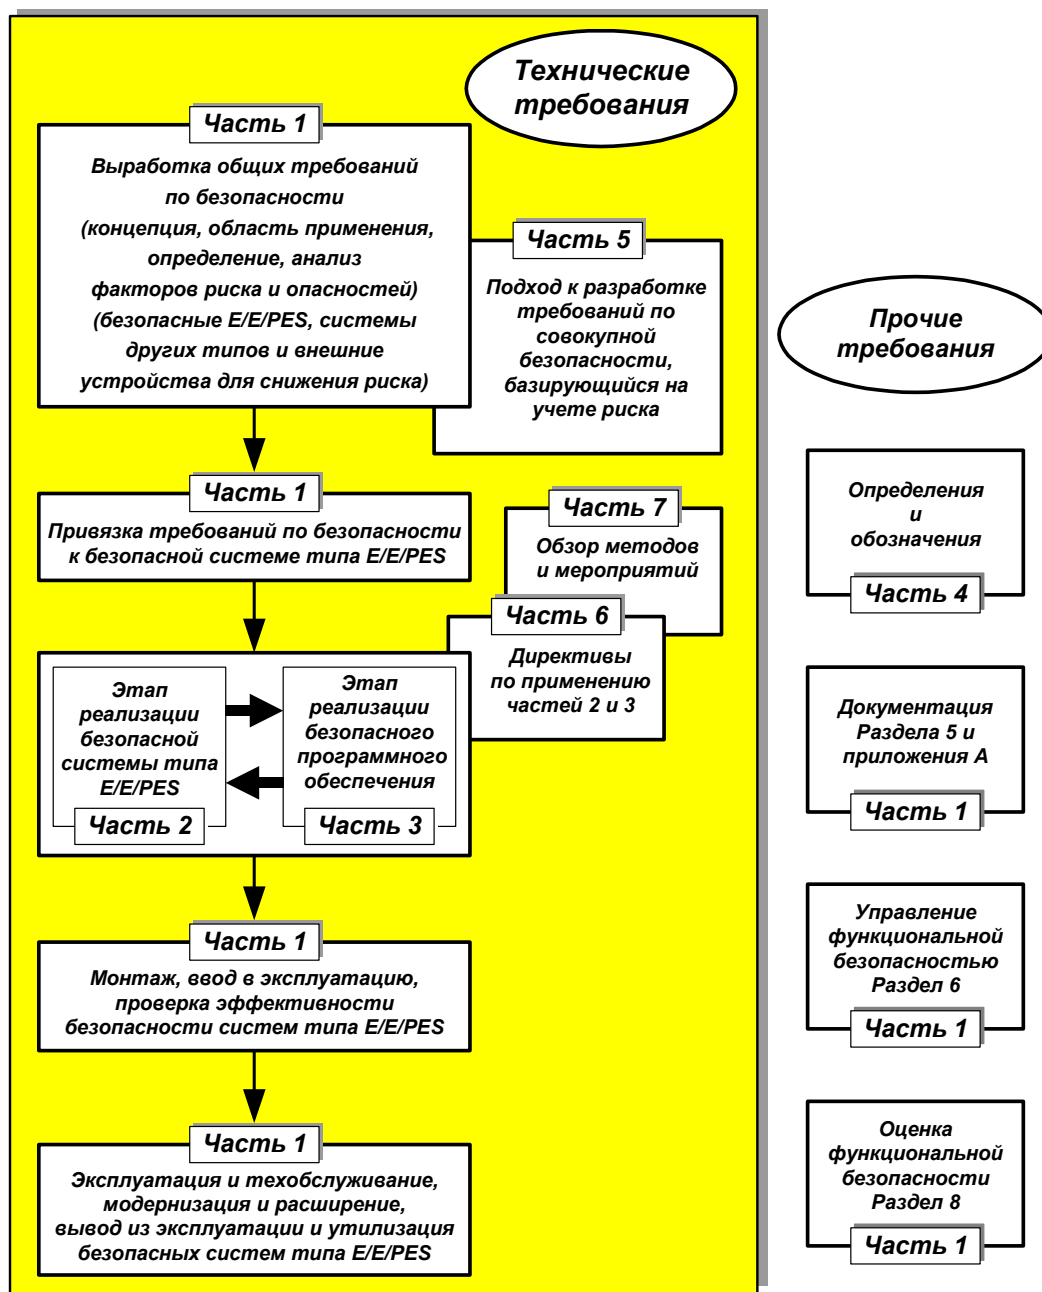 Технические
требования
Часть 1
Выработка общих требований
по безопасности
(концепция, область применения,
определение, анализ
факторов риска и опасностей)
(безопасные E/E/PES, системы
других типов и внешние
устройства для снижения риска)
Часть 5
Подход к разработке
требований по
совокупной
безопасности,
базирующийся на
учете риска
Часть 1
Привязка требований по безопасности
к безопасной системе типа E/E/PES
Часть 7
Обзор методов
и мероприятий
Часть 6
Директивы
по применению
частей 2 и 3
Этап
реализации
безопасной
системы типа
E/E/PES
Часть 2
Этап
реализации
безопасного
программного
обеспечения
Часть 3
Часть 1
Монтаж, ввод в эксплуатацию,
проверка эффективности
безопасности систем типа E/E/PES
Часть 1
Эксплуатация и техобслуживание,
модернизация и расширение,
вывод из эксплуатации и утилизация
безопасных систем типа E/E/PES
Прочие
требования
Определения
и
обозначения
Часть 4
Документация
Раздела 5 и
приложения А
Часть 1
Управление
функциональной
безопасностью
Раздел 6
Часть 1
Оценка
функциональной
безопасности
Раздел 8
Часть 1